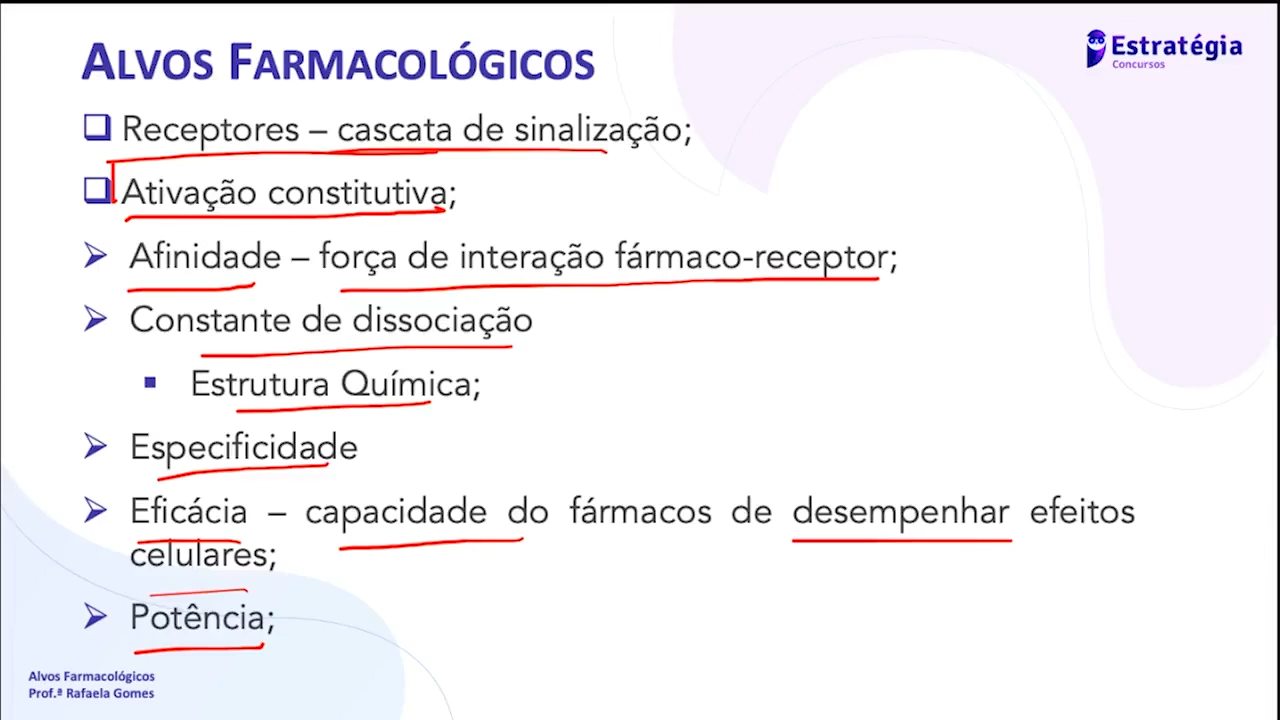 ALVOS FARMACOLÓGICOS
Estratégia
Concursos
Receptores – cascata de sinalização;
Ativação constitutiva;
Afinidade – força de interação fármaco-receptor;
Constante de dissociação
Estrutura Química;
Especificidade
Eficácia – capacidade do fármacos de desempenhar efeitos
celulares;
Potência;
Alvos Farmacológicos
Prof.ª Rafaela Gomes